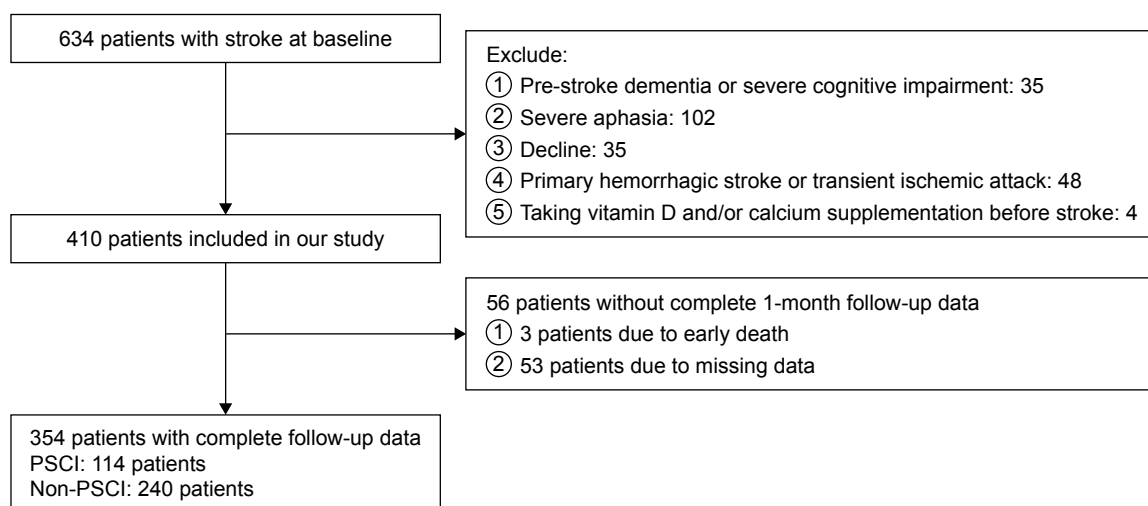 634 patients with stroke at baseline
Exclude:
① Pre-stroke dementia or severe cognitive impairment: 35
② Severe aphasia: 102
③ Decline: 35
④ Primary hemorrhagic stroke or transient ischemic attack: 48
⑤ Taking vitamin D and/or calcium supplementation before stroke: 4
410 patients included in our study
56 patients without complete 1-month follow-up data
① 3 patients due to early death
② 53 patients due to missing data
354 patients with complete follow-up data
PSCI: 114 patients
Non-PSCI: 240 patients